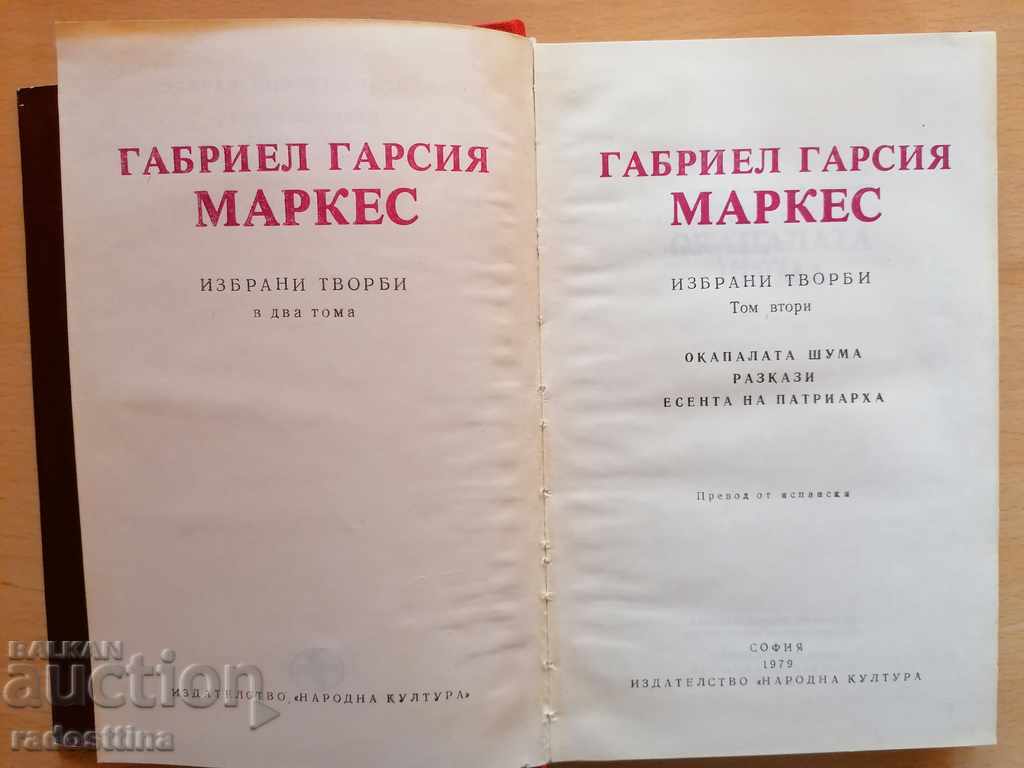 ГАБРИЕЛ ГАРСИЯ
МАРКЕС
ИЗБРАНИ ТВОРБИ
в два тома
ИЗДАТЕЛСТВО «НАРОДНА КУЛТУРА»
ГАБРИЕЛ ГАРСИЯ
МАРКЕС
ИЗБРАНИ ТВОРБИ
Том втори
ОКАПАЛАТА ШУМА
РАЗКАЗИ
ЕСЕНТА НА ПАТРИАРХА
Превод от испански
СОФИЯ
1979
ИЗДАТЕЛСТВО «НАРОДНА КУЛТУРА
BALKAN
auction
radosttina